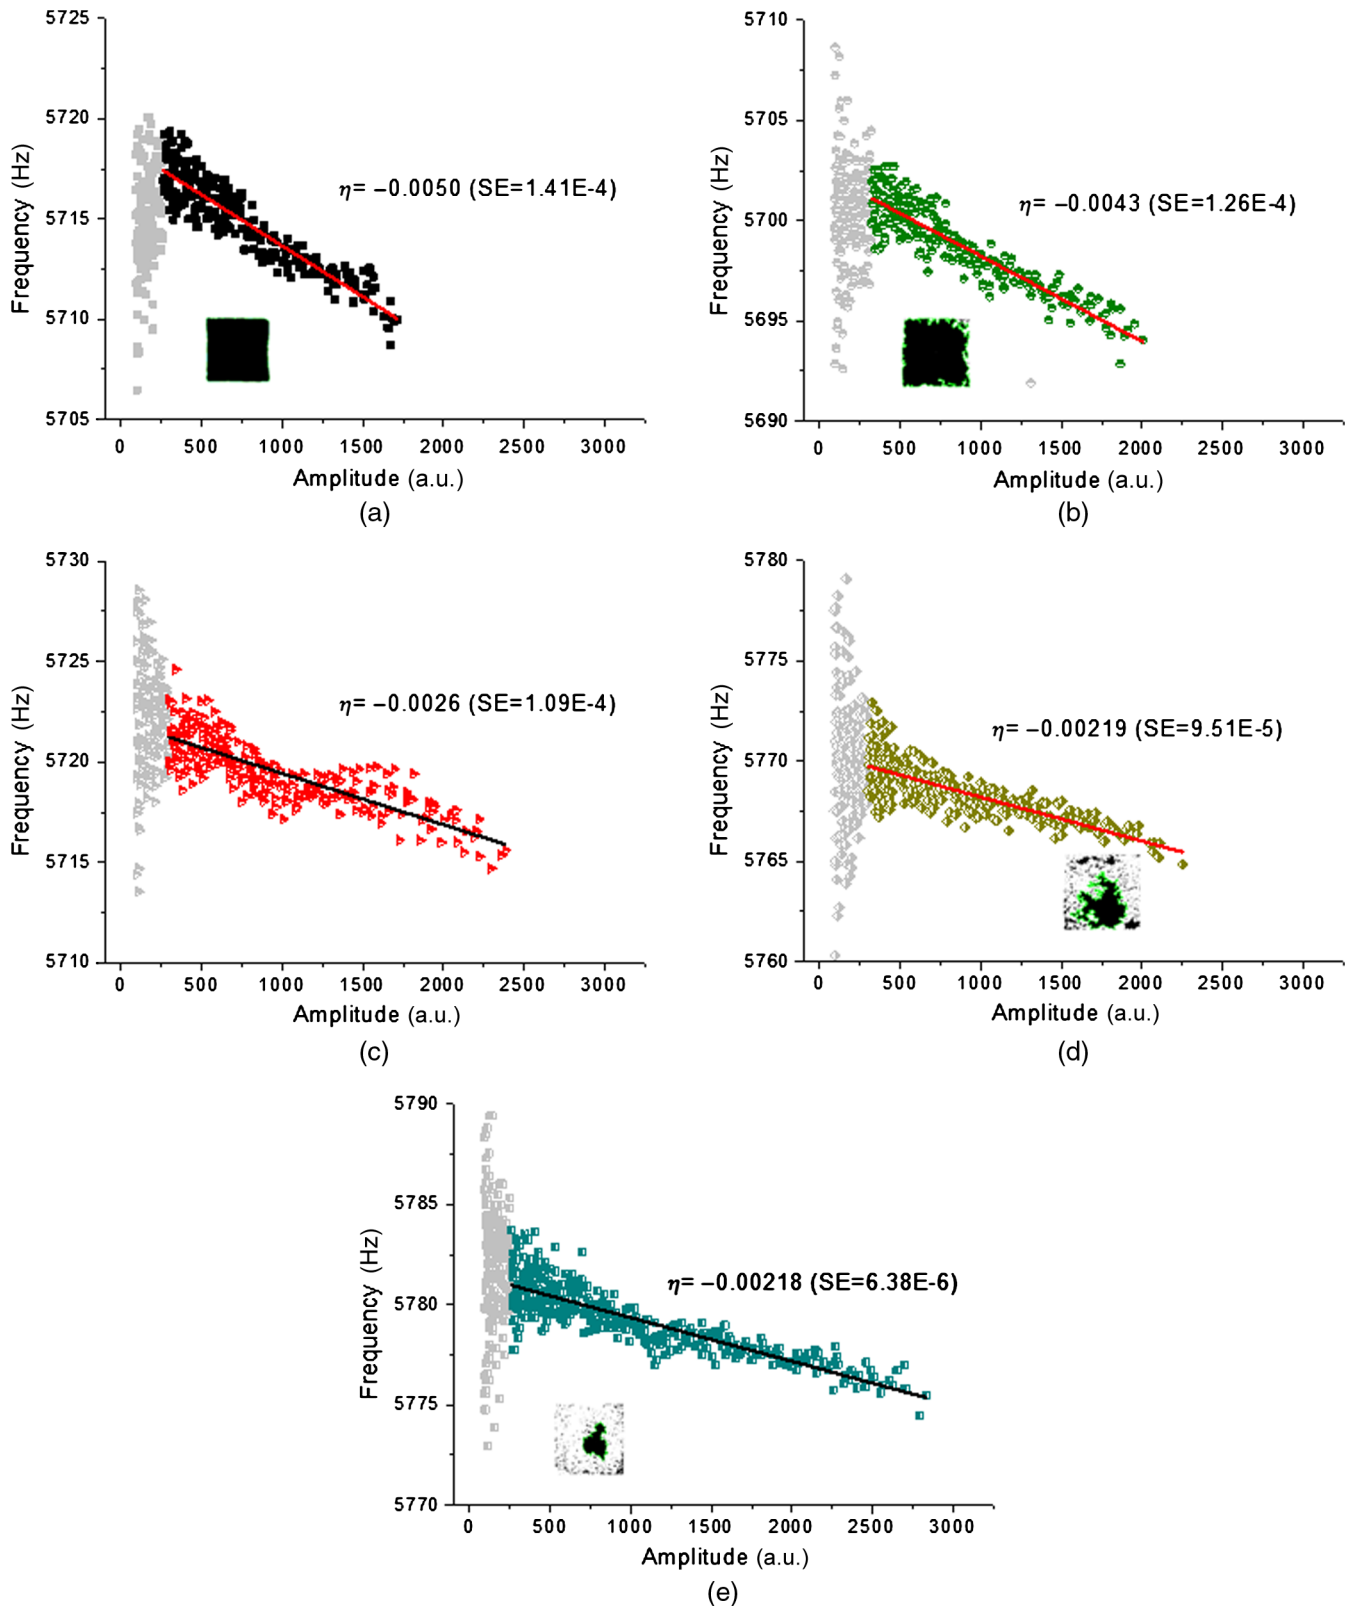 5725
5720
5715
5710
5705
Frequency (Hz)
η= −0.0050 (SE=1.41E-4)
0 500 1000 1500 2000 2500 3000
Amplitude (a.u.)
(a)
5710
5705
5700
5695
5690
Frequency (Hz)
η= −0.0043 (SE=1.26E-4)
0 500 1000 1500 2000 2500 3000
Amplitude (a.u.)
(b)
5730
5725
5720
5715
5710
Frequency (Hz)
η= −0.0026 (SE=1.09E-4)
0 500 1000 1500 2000 2500 3000
Amplitude (a.u.)
(c)
5780
5775
5770
5765
5760
Frequency (Hz)
η= −0.00219 (SE=9.51E-5)
0 500 1000 1500 2000 2500 3000
Amplitude (a.u.)
(d)
5790
5785
5780
5775
5770
Frequency (Hz)
η= −0.00218 (SE=6.38E-6)
0 500 1000 1500 2000 2500 3000
Amplitude (a.u.)
(e)